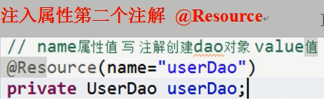 注入属性第二个注解 @Resource
// name属性值 写 注解创建dao对象 value值
@Resource(name="userDao")
private UserDao userDao;